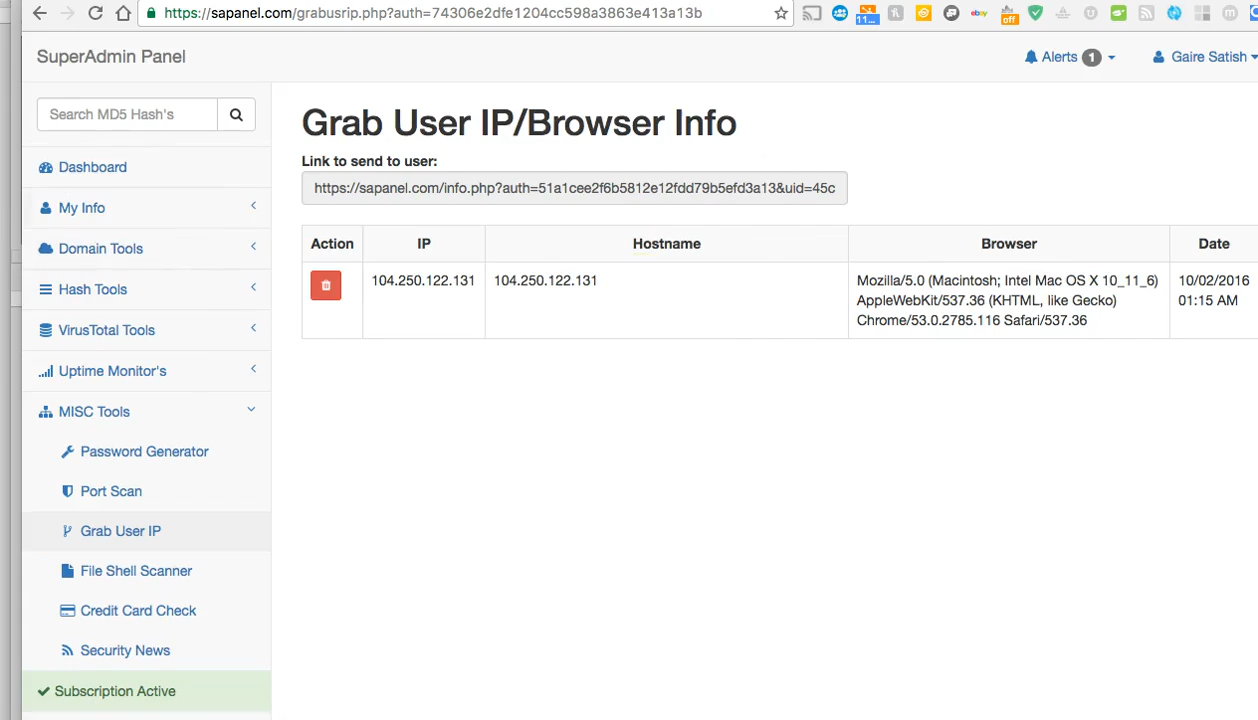 https://sapanel.com/grabusrip.php?auth=74306e2dfe1204cc598a3863e413a13b
11...
off
ebay
SuperAdmin Panel
Alerts 1
Gaire Satish
Search MD5 Hash's
Dashboard
My Info
Domain Tools
Hash Tools
VirusTotal Tools
Uptime Monitor's
MISC Tools
Password Generator
Port Scan
Grab User IP
File Shell Scanner
Credit Card Check
Security News
Subscription Active
Grab User IP/Browser Info
Link to send to user:
https://sapanel.com/info.php?auth=51a1cee2f6b5812e12fdd79b5efd3a13&uid=45c
Action IP Hostname Browser Date
104.250.122.131 104.250.122.131 Mozilla/5.0 (Macintosh; Intel Mac OS X 10_11_6) 10/02/2016
AppleWebKit/537.36 (KHTML, like Gecko) 01:15 AM
Chrome/53.0.2785.116 Safari/537.36